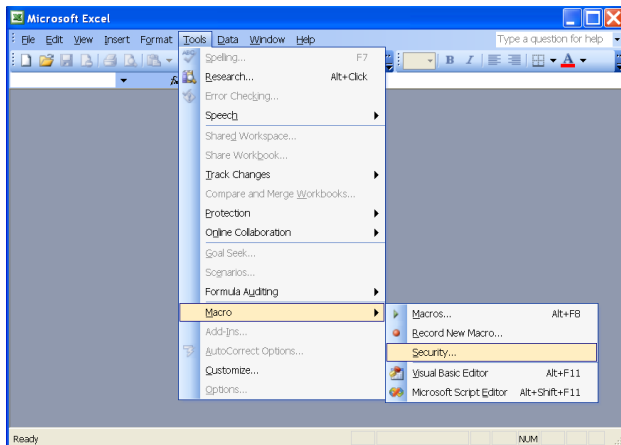 Microsoft Excel
File Edit View Insert Format Tools Data Window Help Type a question for help
Spelling... F7
Research... Alt+Click
Error Checking...
Speech
Shared Workspace...
Share Workbook...
Track Changes
Compare and Merge Workbooks...
Protection
Online Collaboration
Goal Seek...
Scenarios...
Formula Auditing
Macro
Macros... Alt+F8
Add-Ins...
Record New Macro...
AutoCorrect Options...
Security...
Customize...
Visual Basic Editor Alt+F11
Options...
Microsoft Script Editor Alt+Shift+F11
Ready NUM